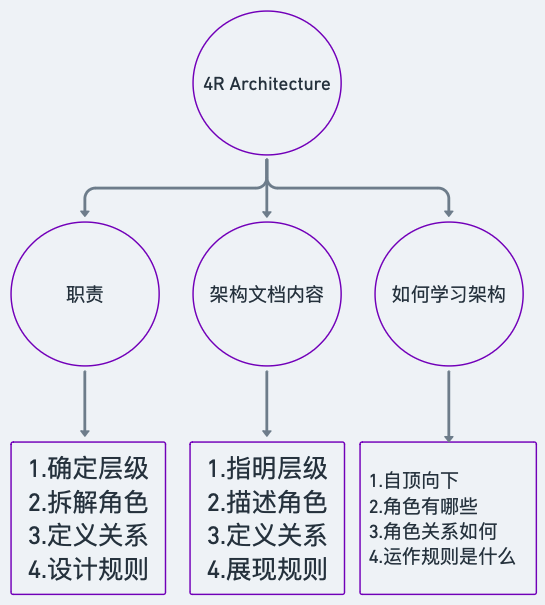 4R Architecture
职责
架构文档内容
如何学习架构
1.确定层级
2.拆解角色
3.定义关系
4.设计规则
1.指明层级
2.描述角色
3.定义关系
4.展现规则
1.自顶向下
2.角色有哪些
3.角色关系如何
4.运作规则是什么